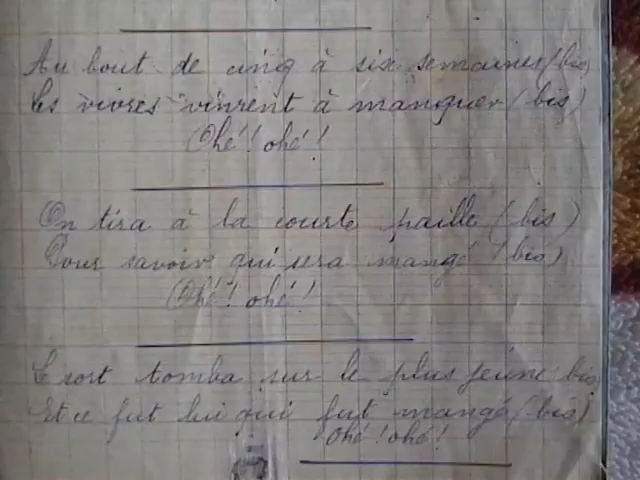 Au bout de cinq à six semaines (bis)
les vivres vinrent à manquer (bis)
Ohé ! ohé !
On tira à la courte paille (bis)
Pour savoir qui sera mangé (bis)
Ohé ! ohé !
Le sort tomba sur le plus jeune bis
Et ce fut lui qui fut mangé (bis)
Ohé ! ohé !